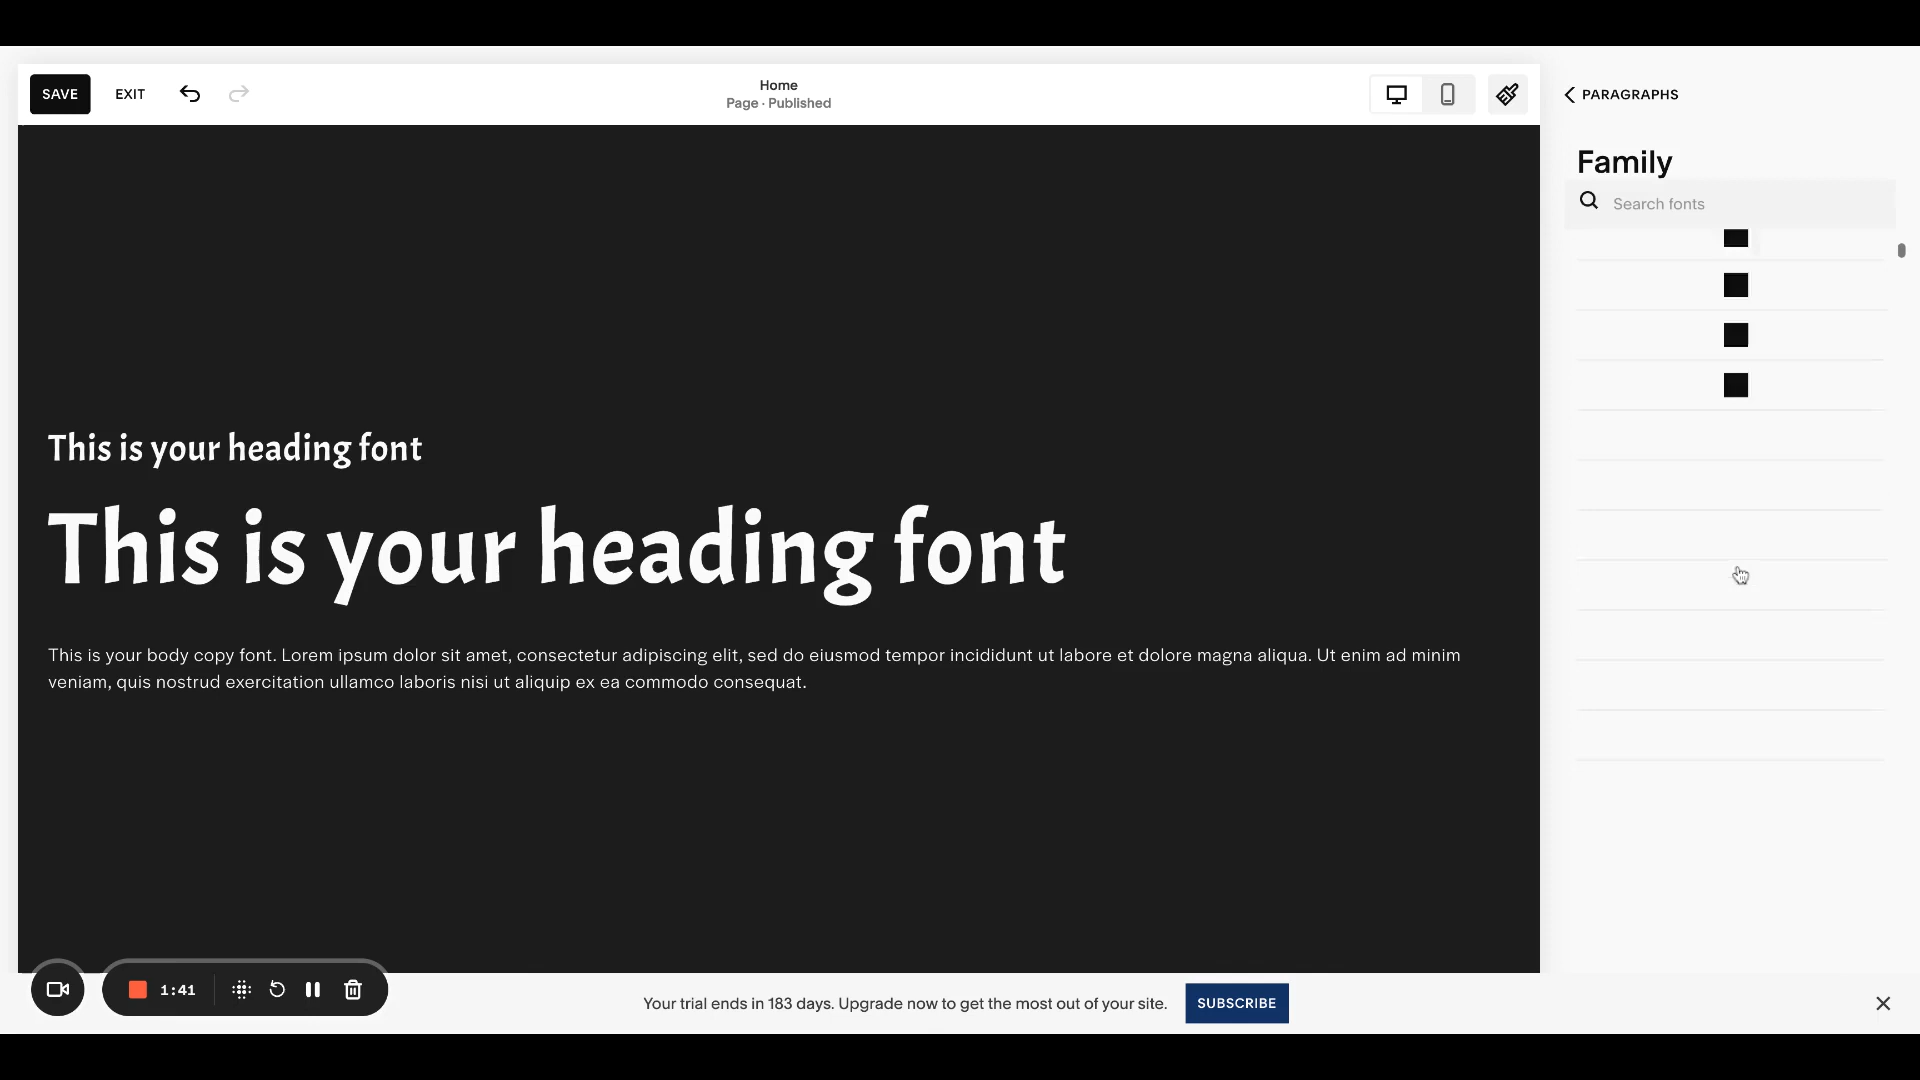 SAVE
EXIT
Home
Page · Published
PARAGRAPHS
Family
Search fonts
This is your heading font
This is your heading font
This is your body copy font. Lorem ipsum dolor sit amet, consectetur adipiscing elit, sed do eiusmod tempor incididunt ut labore et dolore magna aliqua. Ut enim ad minim
veniam, quis nostrud exercitation ullamco laboris nisi ut aliquip ex ea commodo consequat.
1:41
Your trial ends in 183 days. Upgrade now to get the most out of your site.
SUBSCRIBE